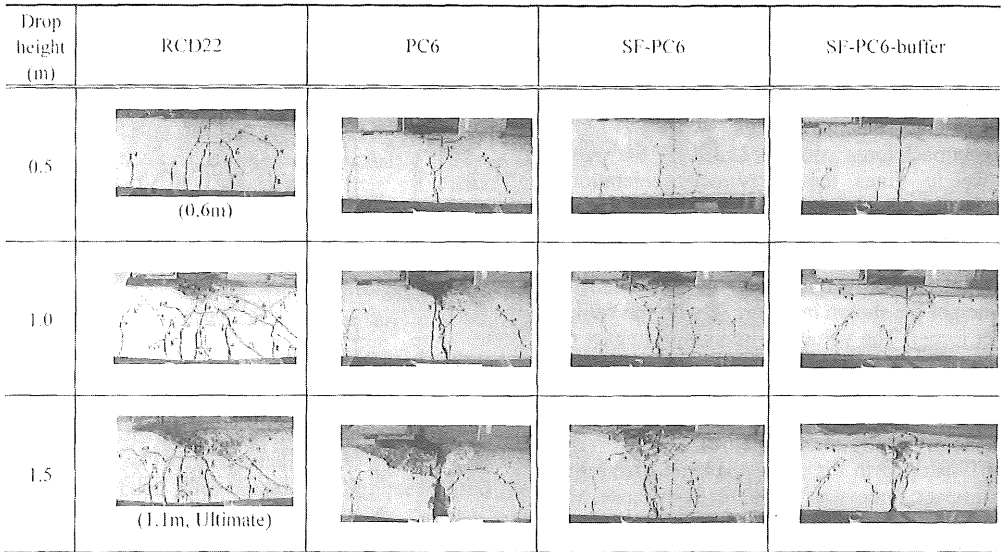 Drop
height
(m)
RCD22
PC6
SF-PC6
SF-PC6-buffer
0.5
(0.6m)
1.0
1.5
(1.1m, Ultimate)